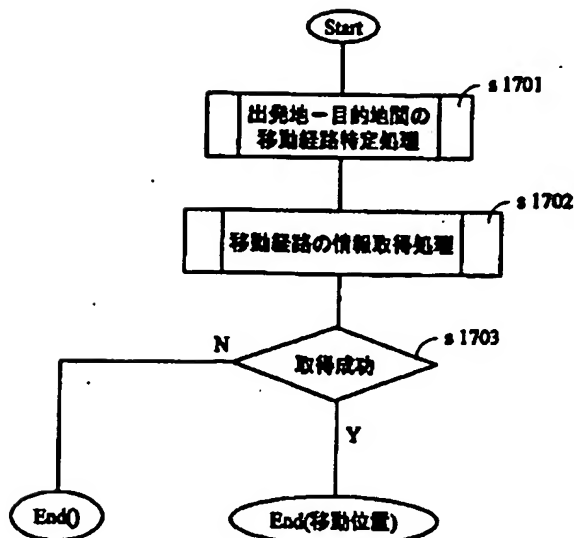 Start
s 1701
出発地－目的地間の
移動経路特定処理
s 1702
移動経路の情報取得処理
s 1703
N
取得成功
Y
End()
End(移動位置)